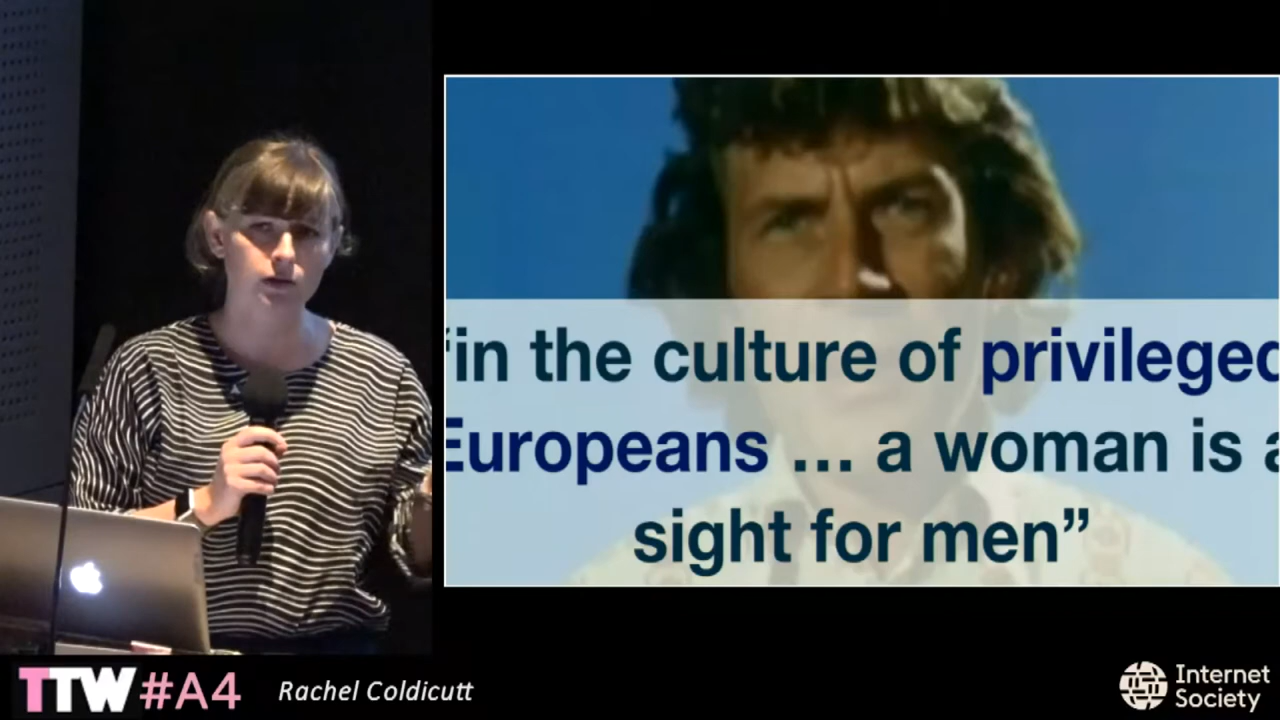 “in the culture of privileged
Europeans ... a woman is a
sight for men”
TTW#A4
Rachel Coldicutt
Internet
Society